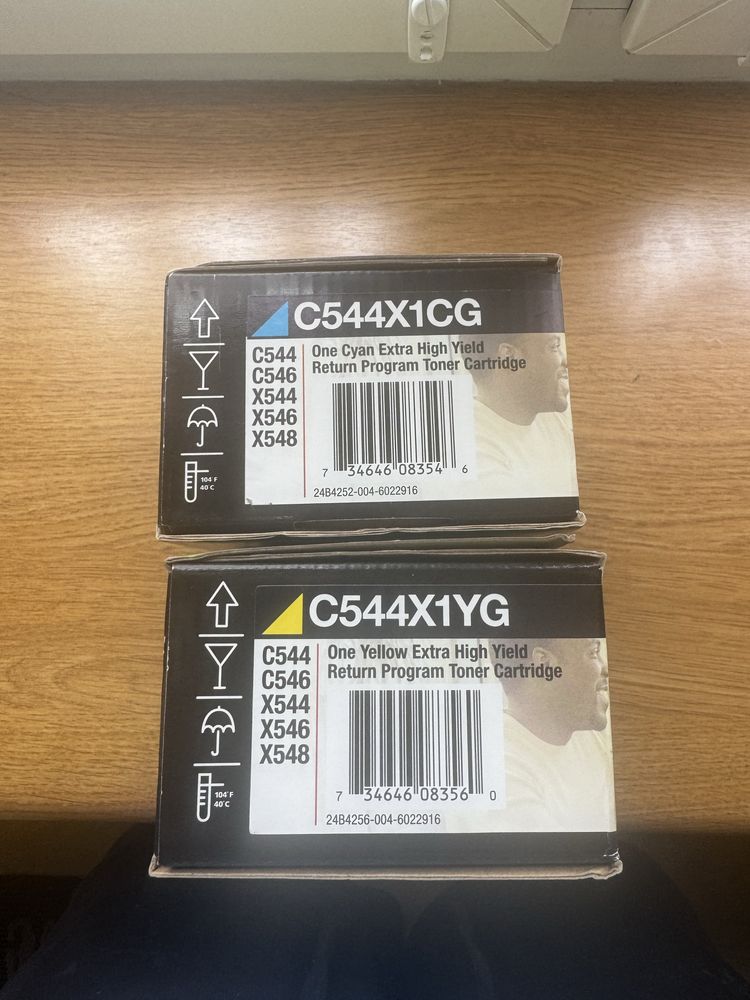 C544X1CG
C544
C546
X544
X546
X548
One Cyan Extra High Yield
Return Program Toner Cartridge
7 34646 08354 6
24B4252-004-6022916
104°F
40°C
C544X1YG
C544
C546
X544
X546
X548
One Yellow Extra High Yield
Return Program Toner Cartridge
7 34646 08356 0
24B4256-004-6022916
104°F
40°C